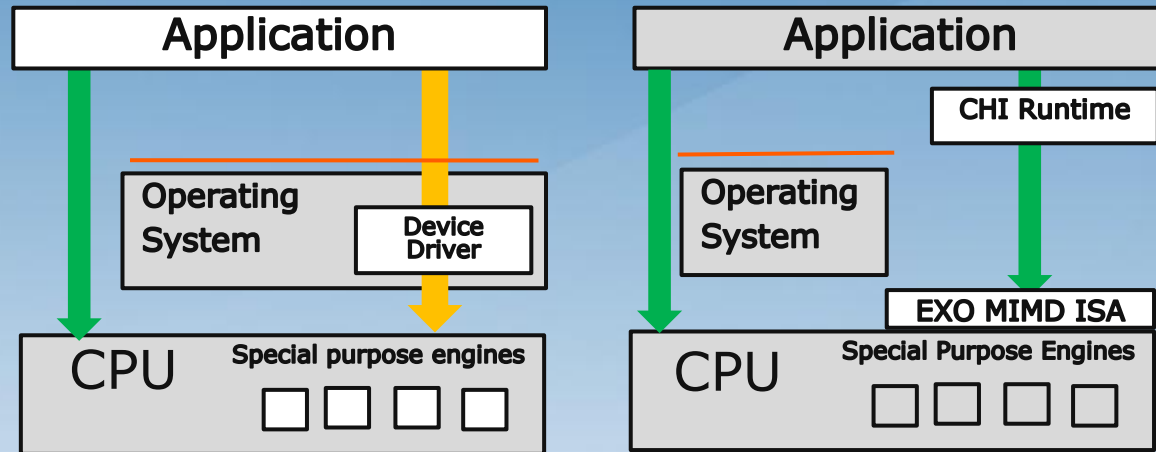 Application
Operating
System
Device
Driver
CPU
Special purpose engines
Application
CHI Runtime
Operating
System
EXO MIMD ISA
CPU
Special Purpose Engines